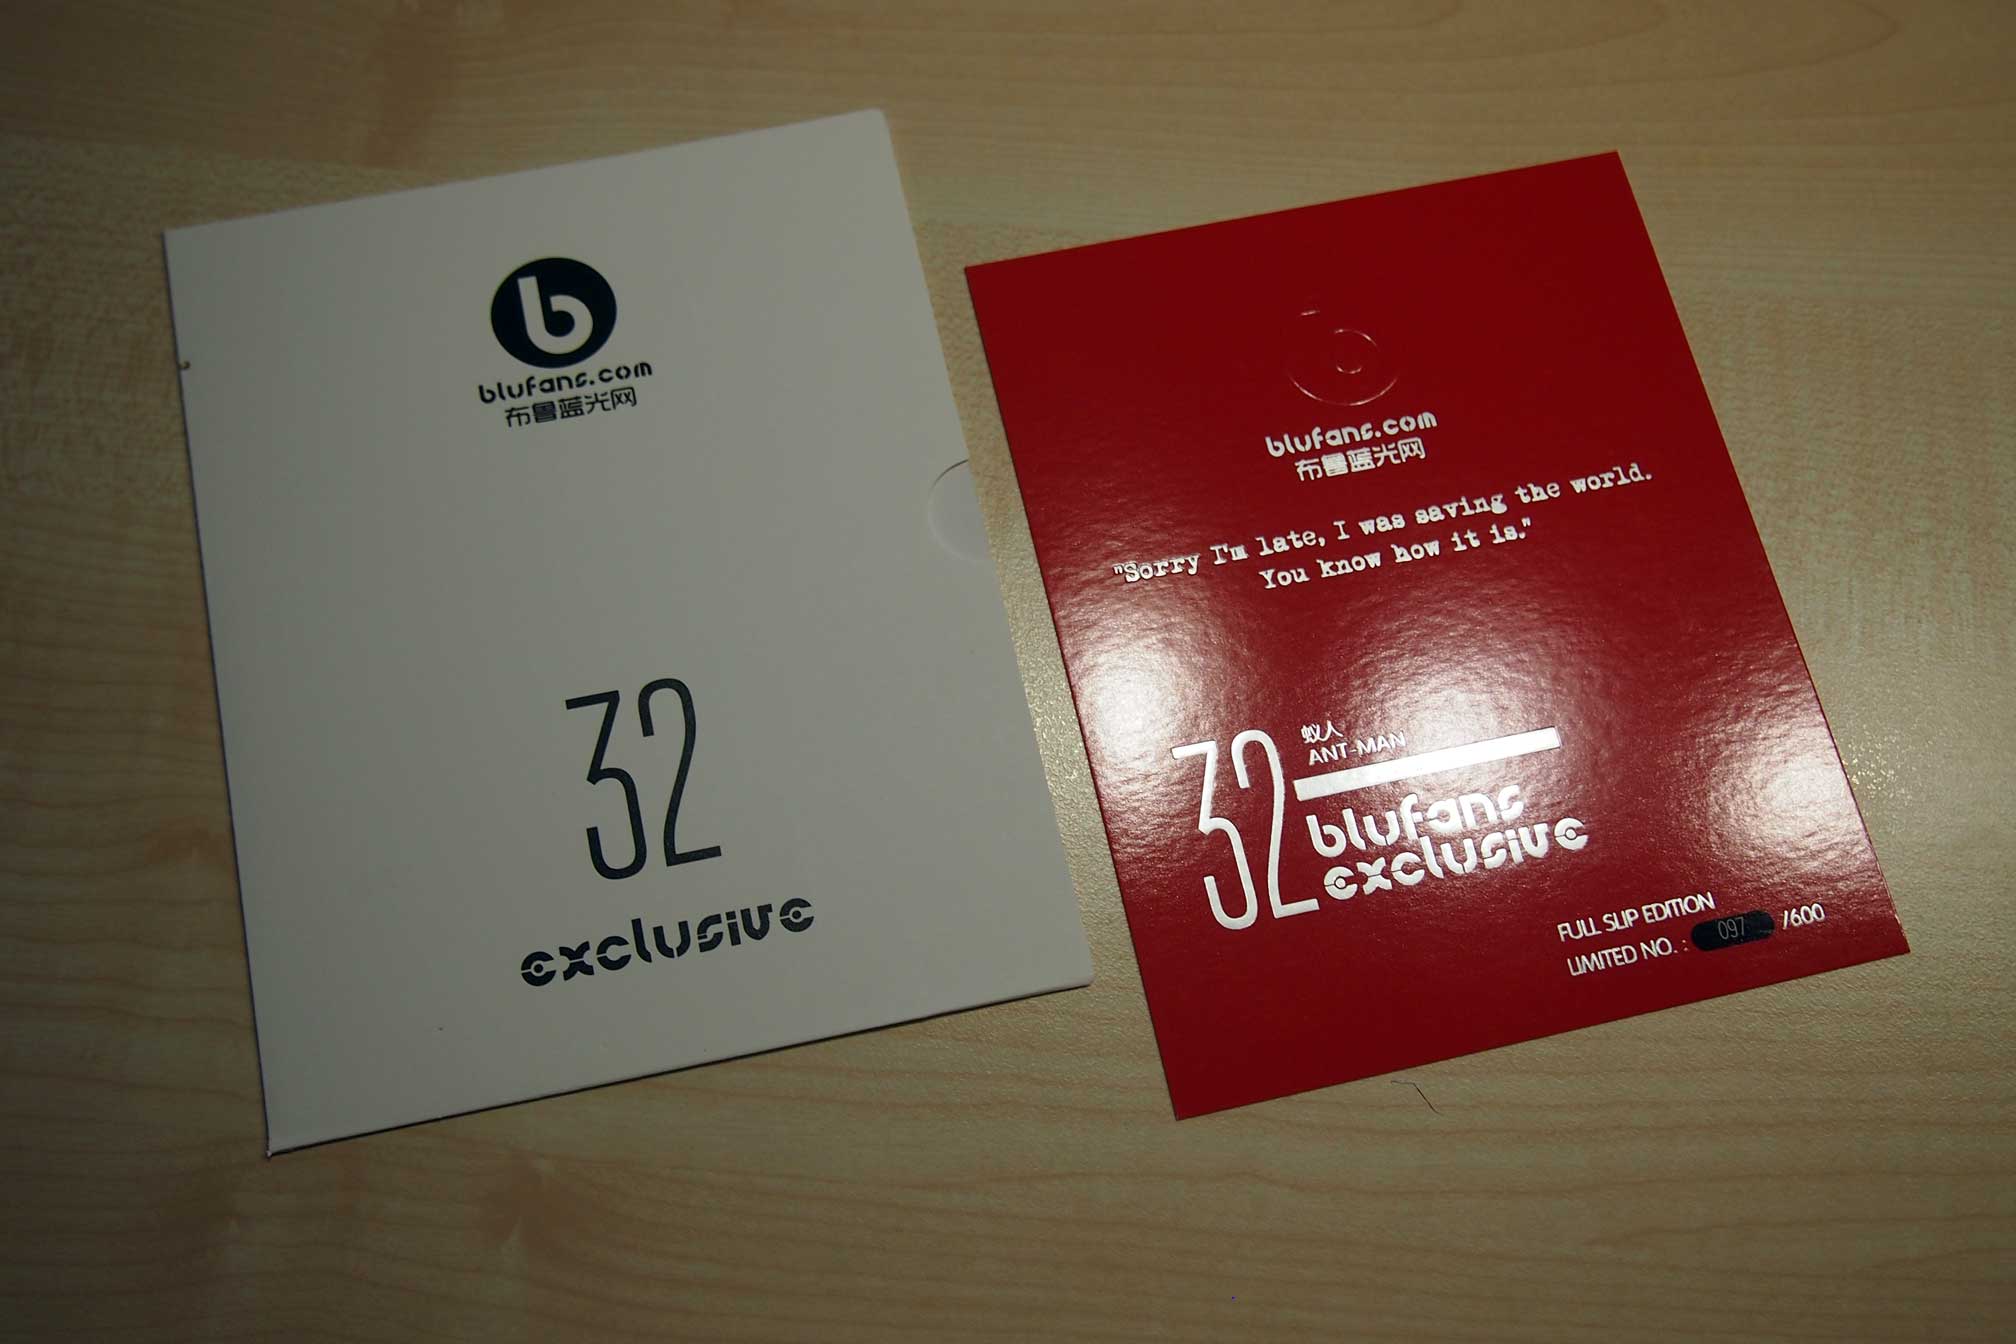 b
blufans.com
布鲁蓝光网
32
exclusive
b
blufans.com
布鲁蓝光网
"Sorry I'm late, I was saving the world.
You know how it is."
32
蚁人
ANT-MAN
blufans
exclusive
FULL SLIP EDITION
LIMITED NO. : 097 /600